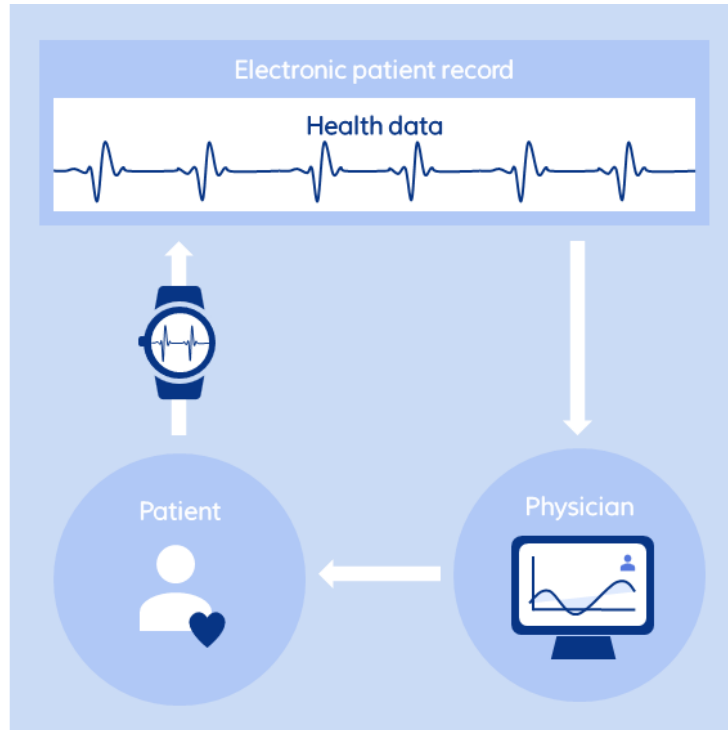 Electronic patient record
Health data
Patient
Physician